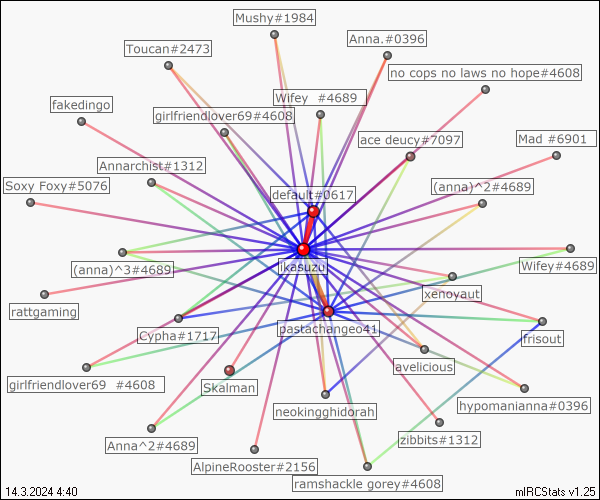 Mushy#1984
Anna.#0396
Toucan#2473
no cops no laws no hope#4608
fakedingo
Wifey  #4689
girlfriendlover69#4608
ace deucy#7097
Mad #6901
Annarchist#1312
Soxy Foxy#5076
default#0617
(anna)^2#4689
(anna)^3#4689
ikasuzu
Wifey#4689
xenoyaut
rattgaming
Cypha#1717
pastachangeo41
frisout
avelicious
girlfriendlover69  #4608
Skalman
neokingghidorah
hypomanianna#0396
Anna^2#4689
zibbits#1312
AlpineRooster#2156
ramshackle gorey#4608
14.3.2024 4:40
mIRCStats v1.25